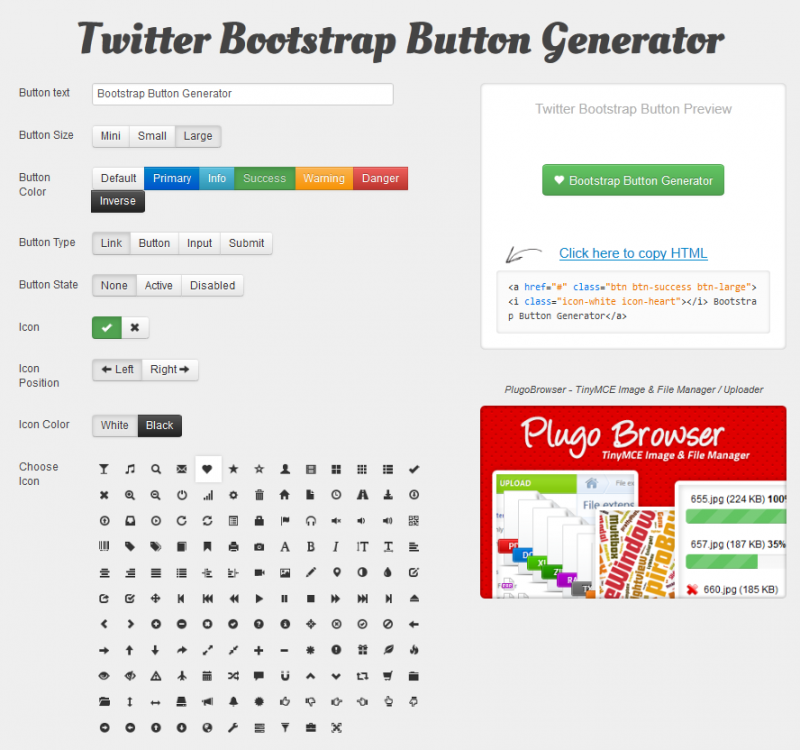 Twitter Bootstrap Button Generator
Button text
Bootstrap Button Generator
Button Size
Mini Small Large
Button
Color
Default Primary Info Success Warning Danger
Inverse
Button Type
Link Button Input Submit
Button State
None Active Disabled
Icon
Icon
Position
Left Right
Icon Color
White Black
Choose
Icon
Twitter Bootstrap Button Preview
Bootstrap Button Generator
Click here to copy HTML
<a href="#" class="btn btn-success btn-large">
<i class="icon-white icon-heart"></i> Bootstra
p Button Generator</a>
PlugoBrowser - TinyMCE Image & File Manager / Uploader
Plugo Browser
TinyMCE Image & File Manager
UPLOAD
File ex
File extension
655.jpg (224 KB) 100%
657.jpg (187 KB) 35%
660.jpg (185 KB)